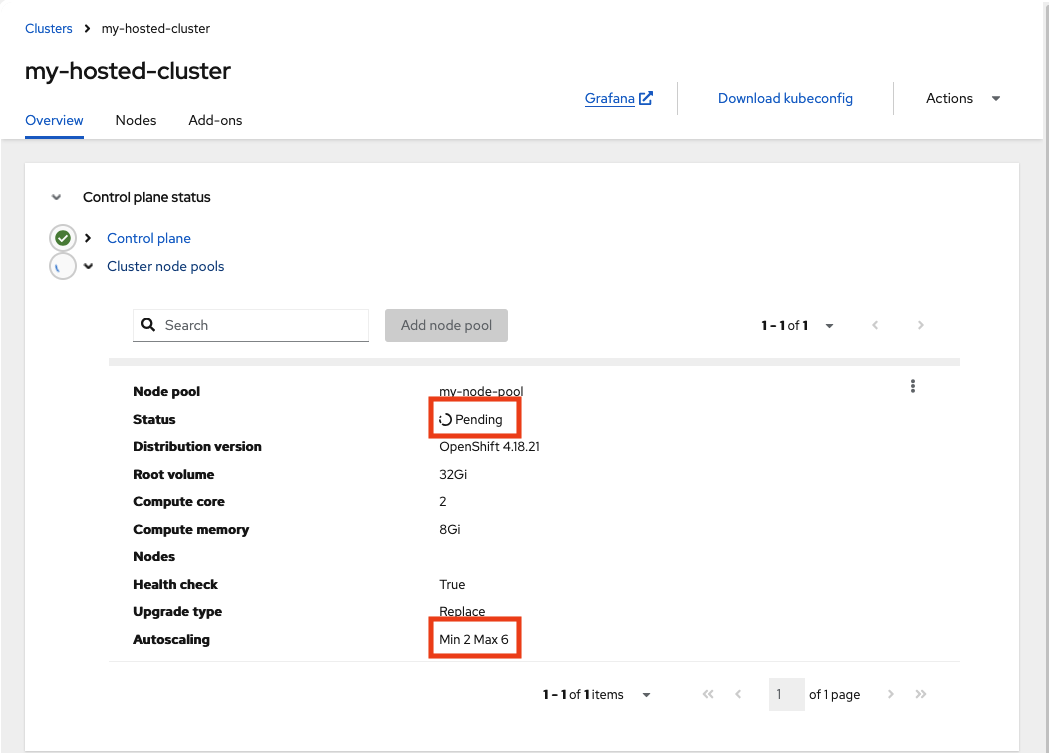 Clusters my-hosted-cluster
my-hosted-cluster
Grafana Download kubeconfig Actions
Overview Nodes Add-ons
Control plane status
Control plane
Cluster node pools
Search Add node pool 1 - 1 of 1
Node pool my-node-pool
Status Pending
Distribution version OpenShift 4.18.21
Root volume 32Gi
Compute core 2
Compute memory 8Gi
Nodes
Health check True
Upgrade type Replace
Autoscaling Min 2 Max 6
1 - 1 of 1 items 1 of 1 page